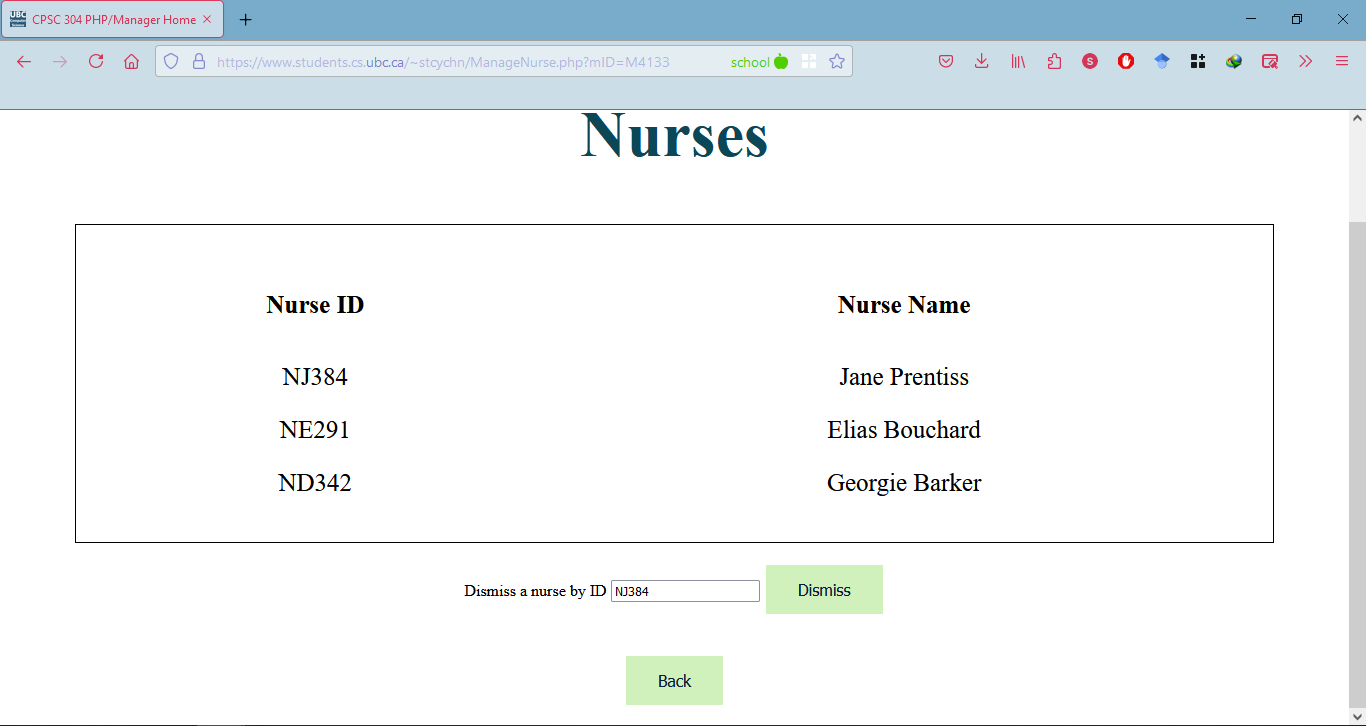 CPSC 304 PHP/Manager Home
https://www.students.cs.ubc.ca/~stcychn/ManageNurse.php?mID=M4133 school
S
Nurses
Nurse ID Nurse Name
NJ384 Jane Prentiss
NE291 Elias Bouchard
ND342 Georgie Barker
Dismiss a nurse by ID NJ384 Dismiss
Back